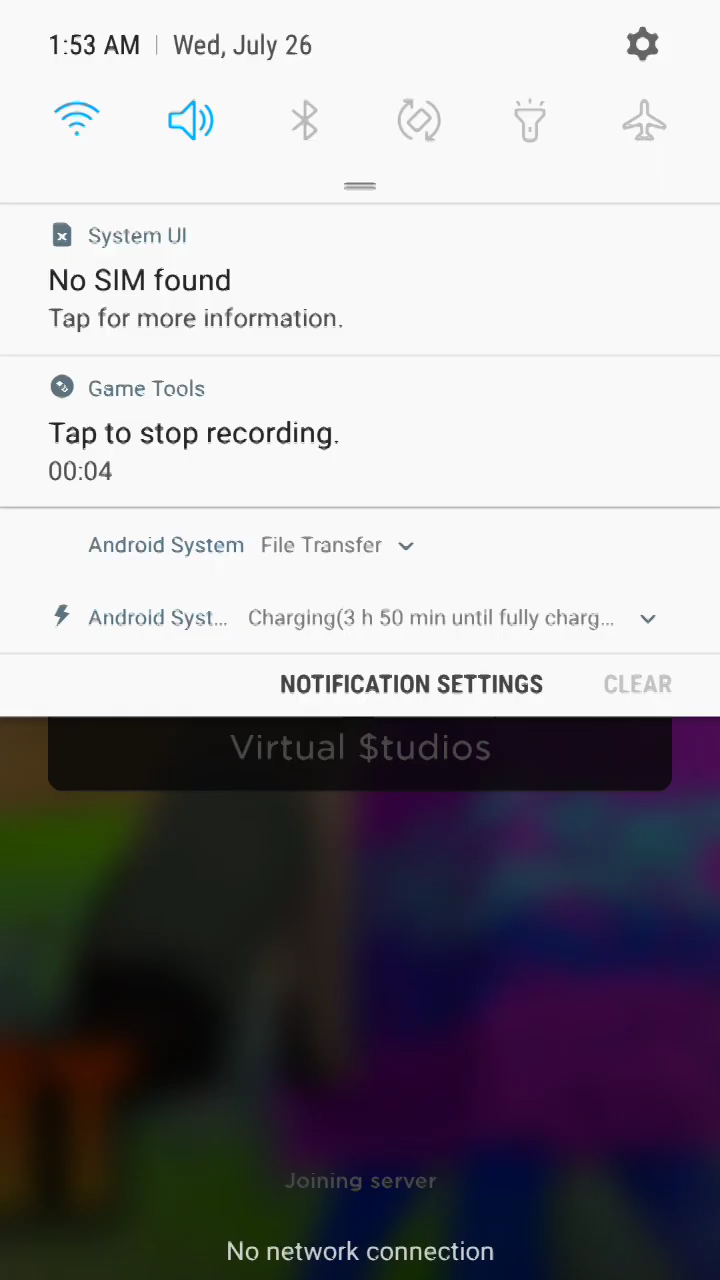 1:53 AM | Wed, July 26
System UI
No SIM found
Tap for more information.
Game Tools
Tap to stop recording.
00:04
Android System File Transfer
Android Syst... Charging(3 h 50 min until fully charg...
NOTIFICATION SETTINGS CLEAR
Virtual $tudios
Joining server
No network connection